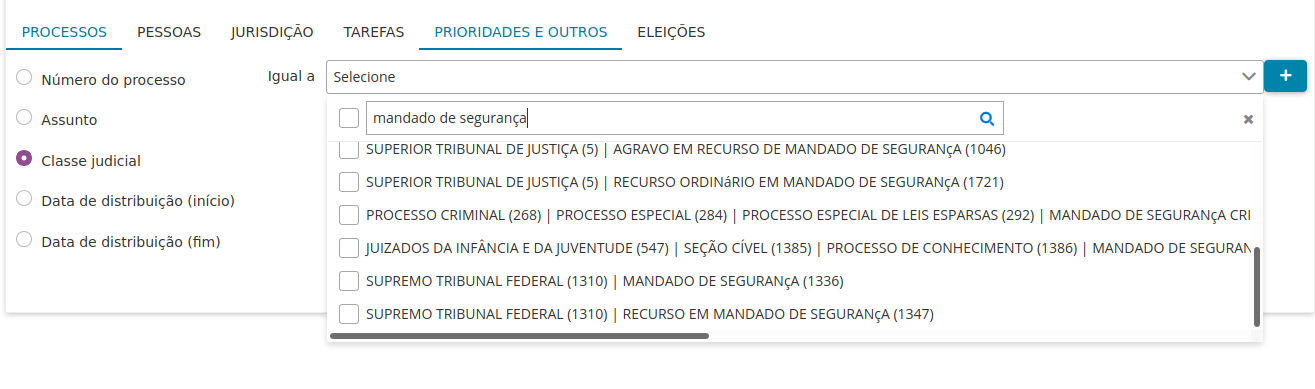 PROCESSOS PESSOAS JURISDIÇÃO TAREFAS PRIORIDADES E OUTROS ELEIÇÕES
Número do processo
Assunto
Classe judicial
Data de distribuição (início)
Data de distribuição (fim)
Igual a
Selecione
+
mandado de segurança
SUPERIOR TRIBUNAL DE JUSTIÇA (5) | AGRAVO EM RECURSO DE MANDADO DE SEGURANçA (1046)
SUPERIOR TRIBUNAL DE JUSTIÇA (5) | RECURSO ORDINáRIO EM MANDADO DE SEGURANçA (1721)
PROCESSO CRIMINAL (268) | PROCESSO ESPECIAL (284) | PROCESSO ESPECIAL DE LEIS ESPARSAS (292) | MANDADO DE SEGURANçA CRI
JUIZADOS DA INFÂNCIA E DA JUVENTUDE (547) | SEÇÃO CÍVEL (1385) | PROCESSO DE CONHECIMENTO (1386) | MANDADO DE SEGURAN
SUPREMO TRIBUNAL FEDERAL (1310) | MANDADO DE SEGURANçA (1336)
SUPREMO TRIBUNAL FEDERAL (1310) | RECURSO EM MANDADO DE SEGURANçA (1347)